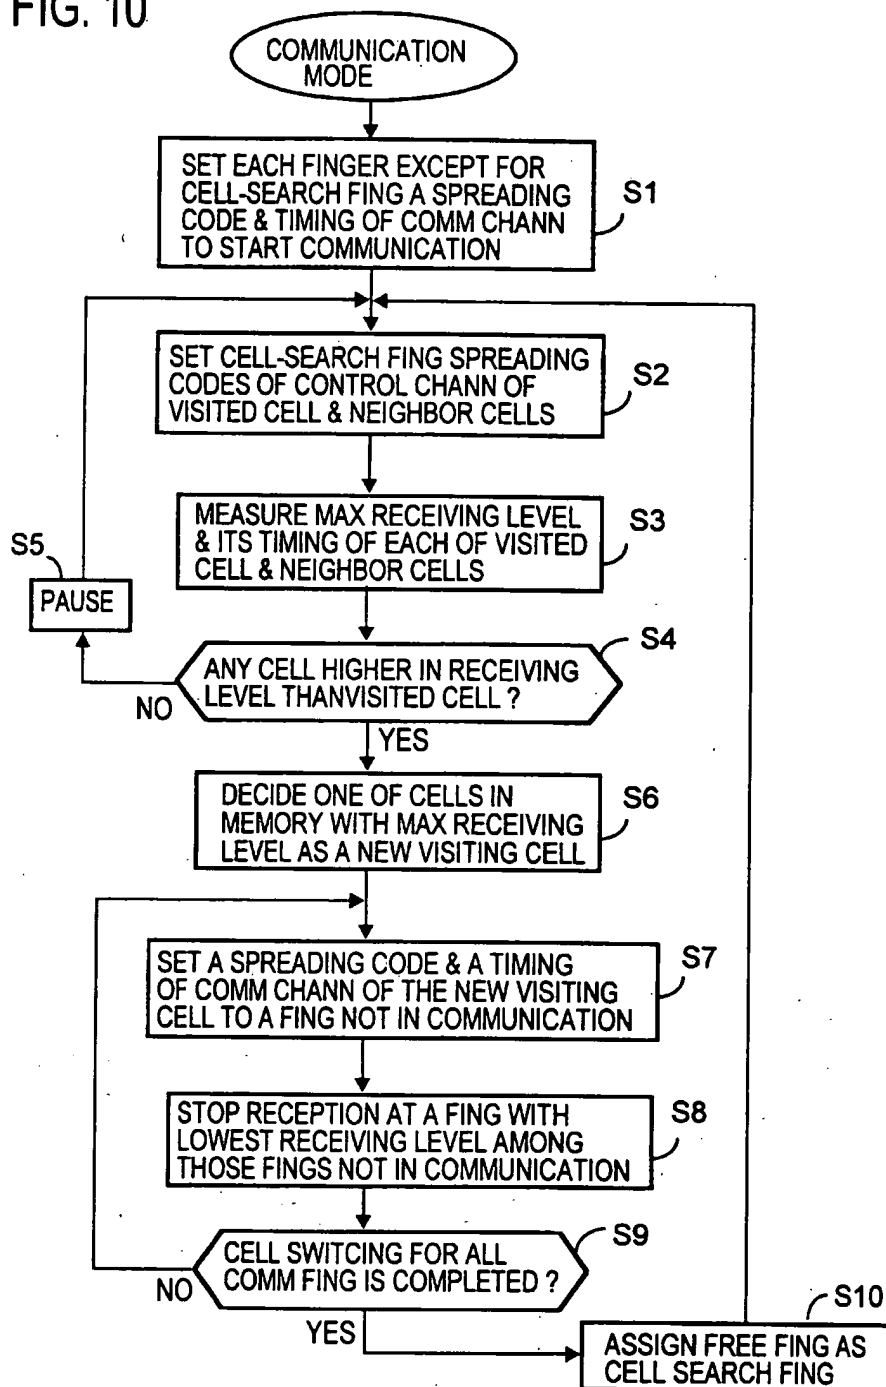 FIG. 10
COMMUNICATION
MODE
SET EACH FINGER EXCEPT FOR
CELL-SEARCH FING A SPREADING
CODE & TIMING OF COMM CHANN
TO START COMMUNICATION
S1
SET CELL-SEARCH FING SPREADING
CODES OF CONTROL CHANN OF
VISITED CELL & NEIGHBOR CELLS
S2
MEASURE MAX RECEIVING LEVEL
& ITS TIMING OF EACH OF VISITED
CELL & NEIGHBOR CELLS
S3
S5
PAUSE
S4
ANY CELL HIGHER IN RECEIVING
LEVEL THANVISITED CELL ?
NO
YES
DECIDE ONE OF CELLS IN
MEMORY WITH MAX RECEIVING
LEVEL AS A NEW VISITING CELL
S6
SET A SPREADING CODE & A TIMING
OF COMM CHANN OF THE NEW VISITING
CELL TO A FING NOT IN COMMUNICATION
S7
STOP RECEPTION AT A FING WITH
LOWEST RECEIVING LEVEL AMONG
THOSE FINGS NOT IN COMMUNICATION
S8
CELL SWITCING FOR ALL
COMM FING IS COMPLETED ?
S9
NO
YES
S10
ASSIGN FREE FING AS
CELL SEARCH FING